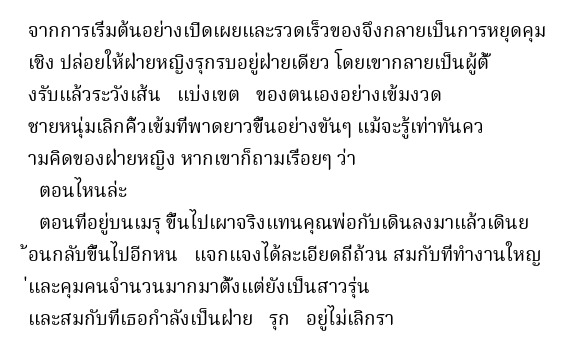 จากการเริ่มต้นอย่างเปิดเผยและรวดเร็วของจึงกลายเป็นการหยุดคุม
เชิง ปล่อยให้ฝ่ายหญิงรุกรบอยู่ฝ่ายเดียว โดยเขากลายเป็นผู้ตั้
งรับแล้วระวังเส้น แบ่งเขต ของตนเองอย่างเข้มงวด
ชายหนุ่มเลิกคิ้วเข้มที่พาดยาวขึ้นอย่างขันๆ แม้จะรู้เท่าทันคว
ามคิดของฝ่ายหญิง หากเขาก็ถามเรื่อยๆ ว่า
ตอนไหนล่ะ
ตอนที่อยู่บนเมรุ ขึ้นไปเผาจริงแทนคุณพ่อกับเดินลงมาแล้วเดินย
้อนกลับขึ้นไปอีกหน แจกแจงได้ละเอียดถี่ถ้วน สมกับที่ทำงานใหญ
่และคุมคนจำนวนมากมาตั้งแต่ยังเป็นสาวรุ่น
และสมกับที่เธอกำลังเป็นฝ่าย รุก อยู่ไม่เลิกรา